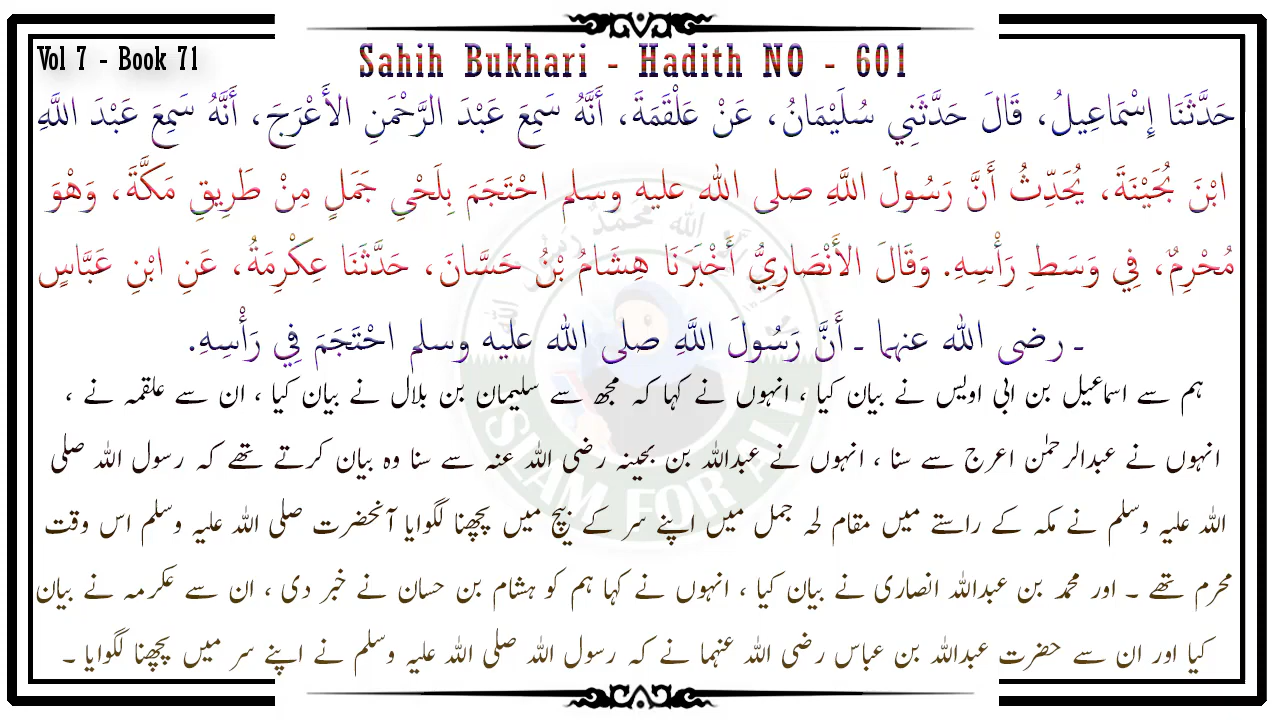 Vol 7 - Book 71
Sahih Bukhari - Hadith NO - 601
حَدَّثَنَا إِسْمَاعِيلُ، قَالَ حَدَّثَنِي سُلَيْمَانُ، عَنْ عَلْقَمَةَ، أَنَّهُ سَمِعَ عَبْدَ الرَّحْمَنِ الأَعْرَجَ، أَنَّهُ سَمِعَ عَبْدَ اللَّهِ
ابْنَ بُحَيْنَةَ، يُحَدِّثُ أَنَّ رَسُولَ اللَّهِ صلى الله عليه وسلم احْتَجَمَ بِلَحْىِ جَمَلٍ مِنْ طَرِيقِ مَكَّةَ، وَهْوَ
مُحْرِمٌ، فِي وَسَطِ رَأْسِهِ. وَقَالَ الأَنْصَارِيُّ أَخْبَرَنَا هِشَامُ بْنُ حَسَّانَ، حَدَّثَنَا عِكْرِمَةُ، عَنِ ابْنِ عَبَّاسٍ
ـ رضى الله عنهما ـ أَنَّ رَسُولَ اللَّهِ صلى الله عليه وسلم احْتَجَمَ فِي رَأْسِهِ.
ہم سے اسماعیل بن ابی اویس نے بیان کیا ، انہوں نے کہا کہ مجھ سے سلیمان بن بلال نے بیان کیا ، ان سے علقمہ نے ،
انہوں نے عبدالرحمٰن اعرج سے سنا ، انہوں نے عبداللہ بن بحینہ رضی اللہ عنہ سے سنا وہ بیان کرتے تھے کہ رسول اللہ صلی
اللہ علیہ وسلم نے مکہ کے راستے میں مقام لحہ جمل میں اپنے سر کے بیچ میں پچھنا لگوایا آنحضرت صلی اللہ علیہ وسلم اس وقت
محرم تھے ۔ اور محمد بن عبداللہ انصاری نے بیان کیا ، انہوں نے کہا ہم کو ہشام بن حسان نے خبر دی ، ان سے عکرمہ نے بیان
کیا اور ان سے حضرت عبداللہ بن عباس رضی اللہ عنہما نے کہ رسول اللہ صلی اللہ علیہ وسلم نے اپنے سر میں پچھنا لگوایا ۔
ISLAM FOR ALL